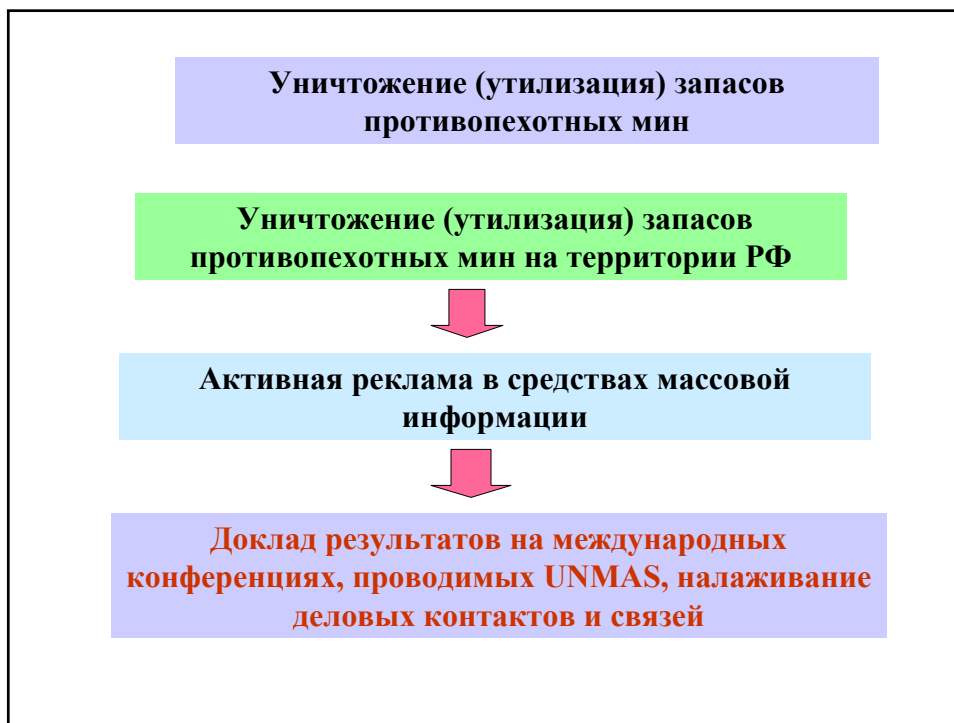 Уничтожение (утилизация) запасов
противопехотных мин
Уничтожение (утилизация) запасов
противопехотных мин на территории РФ
Активная реклама в средствах массовой
информации
Доклад результатов на международных
конференциях, проводимых UNMAS, налаживание
деловых контактов и связей